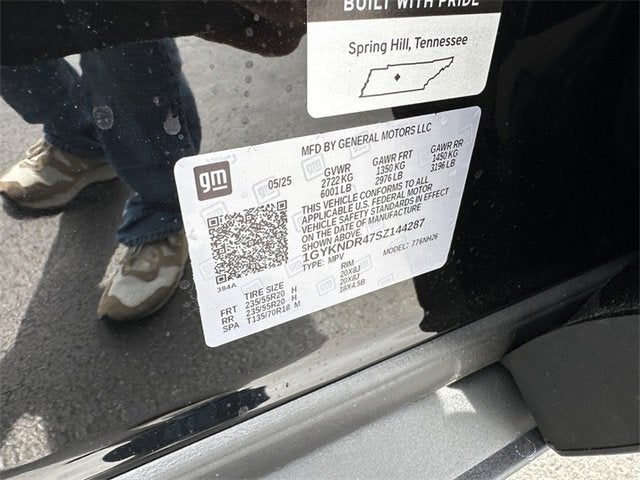 BUILT WITH PRIDE
Spring Hill, Tennessee
MFD BY GENERAL MOTORS LLC
gm
05/25
GVWR GAWR FRT GAWR RR
2722 KG 1350 KG 1450 KG
6001 LB 2976 LB 3196 LB
THIS VEHICLE CONFORMS TO ALL
APPLICABLE U.S. FEDERAL MOTOR
VEHICLE SAFETY STANDARDS IN EFFECT
ON THE DATE OF MANUFACTURE
SHOWN ABOVE.
1GYKNDR47SZ144287
TYPE: MPV MODEL: 776NH26
384A
TIRE SIZE RIM
FRT 235/55R20 H 20X8J
RR 235/55R20 H 20X8J
SPA T135/70R18 M 18X4.5B